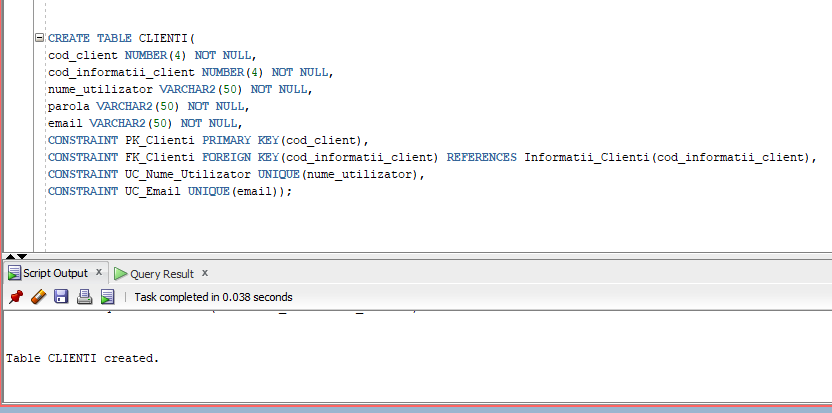 CREATE TABLE CLIENTI(
cod_client NUMBER(4) NOT NULL,
cod_informatii_client NUMBER(4) NOT NULL,
nume_utilizator VARCHAR2(50) NOT NULL,
parola VARCHAR2(50) NOT NULL,
email VARCHAR2(50) NOT NULL,
CONSTRAINT PK_Clienti PRIMARY KEY(cod_client),
CONSTRAINT FK_Clienti FOREIGN KEY(cod_informatii_client) REFERENCES Informatii_Clienti(cod_informatii_client),
CONSTRAINT UC_Nume_Utilizator UNIQUE(nume_utilizator),
CONSTRAINT UC_Email UNIQUE(email));
Script Output x Query Result x
Task completed in 0.038 seconds
Table CLIENTI created.